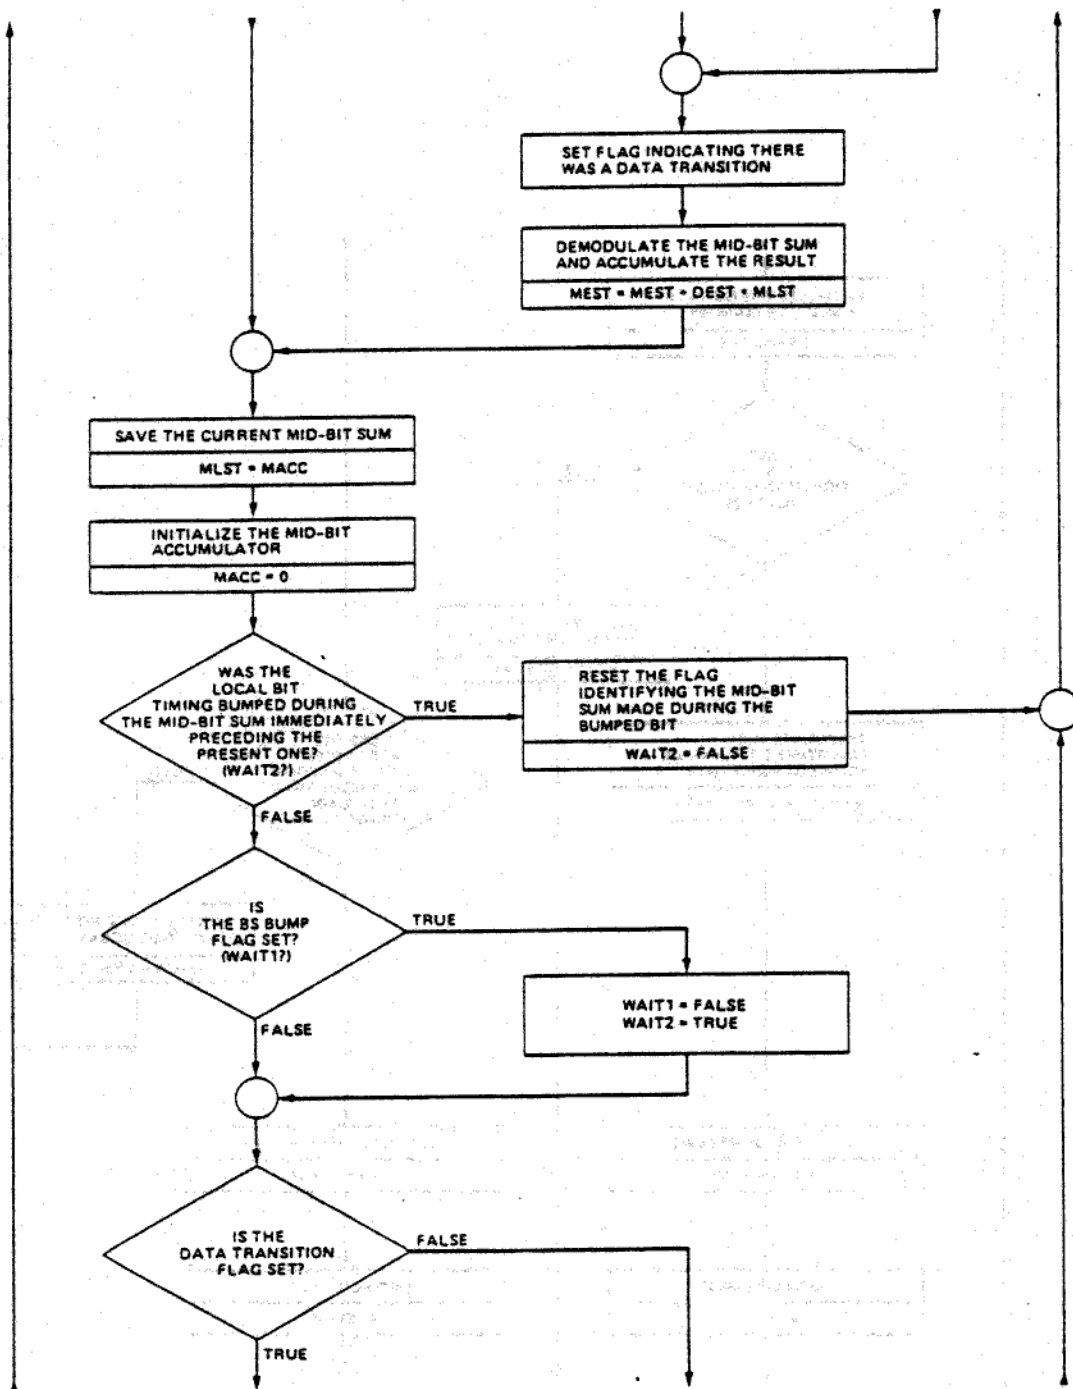 SET FLAG INDICATING THERE
WAS A DATA TRANSITION
DEMODULATE THE MID-BIT SUM
AND ACCUMULATE THE RESULT
MEST = MEST + DEST * MLST
SAVE THE CURRENT MID-BIT SUM
MLST = MACC
INITIALIZE THE MID-BIT
ACCUMULATOR
MACC = 0
WAS THE
LOCAL BIT
TIMING BUMPED DURING
THE MID-BIT SUM IMMEDIATELY
PRECEDING THE
PRESENT ONE?
(WAIT2?)
TRUE
RESET THE FLAG
IDENTIFYING THE MID-BIT
SUM MADE DURING THE
BUMPED BIT
WAIT2 = FALSE
FALSE
IS
THE BS BUMP
FLAG SET?
(WAIT1?)
TRUE
WAIT1 = FALSE
WAIT2 = TRUE
FALSE
IS THE
DATA TRANSITION
FLAG SET?
FALSE
TRUE